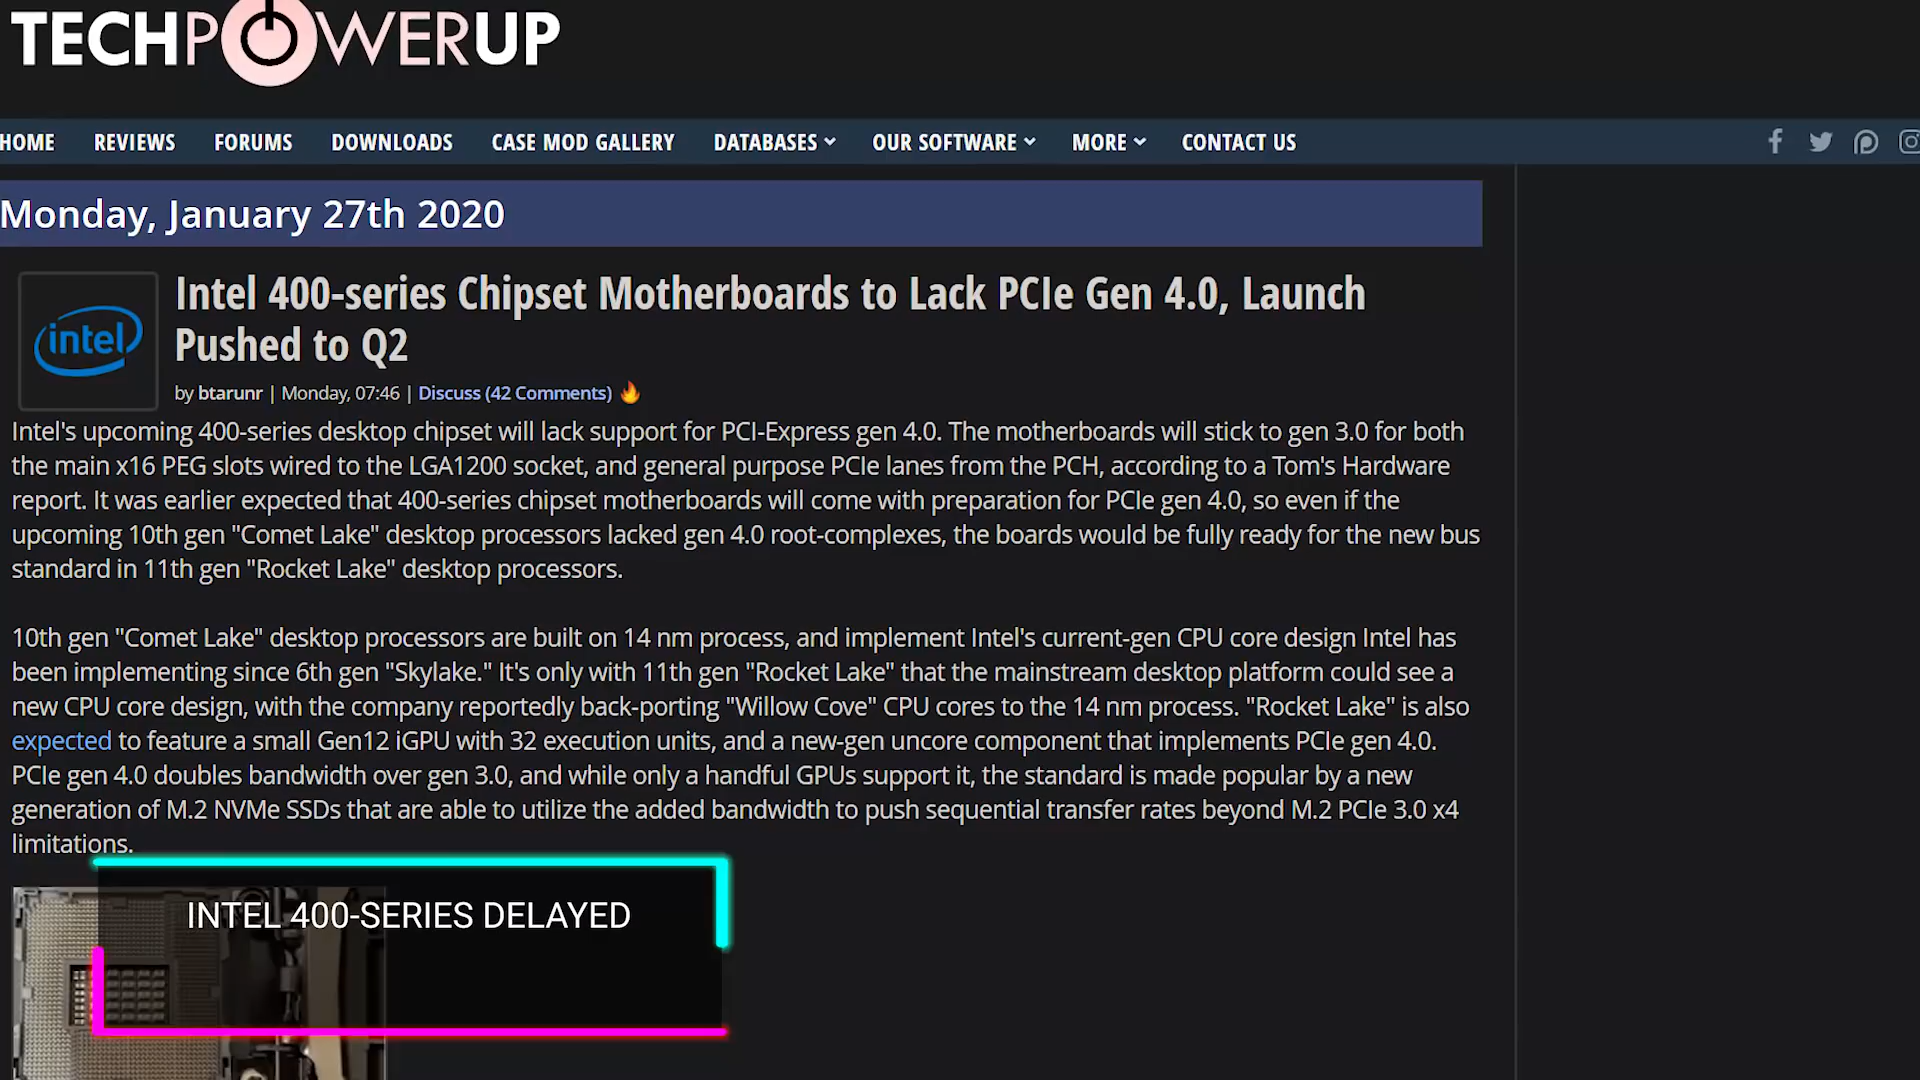 TECHPOWERUP
HOME REVIEWS FORUMS DOWNLOADS CASE MOD GALLERY DATABASES OUR SOFTWARE MORE CONTACT US
Monday, January 27th 2020
intel
Intel 400-series Chipset Motherboards to Lack PCIe Gen 4.0, Launch
Pushed to Q2
by btarunr | Monday, 07:46 | Discuss (42 Comments)
Intel's upcoming 400-series desktop chipset will lack support for PCI-Express gen 4.0. The motherboards will stick to gen 3.0 for both
the main x16 PEG slots wired to the LGA1200 socket, and general purpose PCIe lanes from the PCH, according to a Tom's Hardware
report. It was earlier expected that 400-series chipset motherboards will come with preparation for PCIe gen 4.0, so even if the
upcoming 10th gen "Comet Lake" desktop processors lacked gen 4.0 root-complexes, the boards would be fully ready for the new bus
standard in 11th gen "Rocket Lake" desktop processors.
10th gen "Comet Lake" desktop processors are built on 14 nm process, and implement Intel's current-gen CPU core design Intel has
been implementing since 6th gen "Skylake." It's only with 11th gen "Rocket Lake" that the mainstream desktop platform could see a
new CPU core design, with the company reportedly back-porting "Willow Cove" CPU cores to the 14 nm process. "Rocket Lake" is also
expected to feature a small Gen12 iGPU with 32 execution units, and a new-gen uncore component that implements PCIe gen 4.0.
PCIe gen 4.0 doubles bandwidth over gen 3.0, and while only a handful GPUs support it, the standard is made popular by a new
generation of M.2 NVMe SSDs that are able to utilize the added bandwidth to push sequential transfer rates beyond M.2 PCIe 3.0 x4
limitations.
INTEL 400-SERIES DELAYED